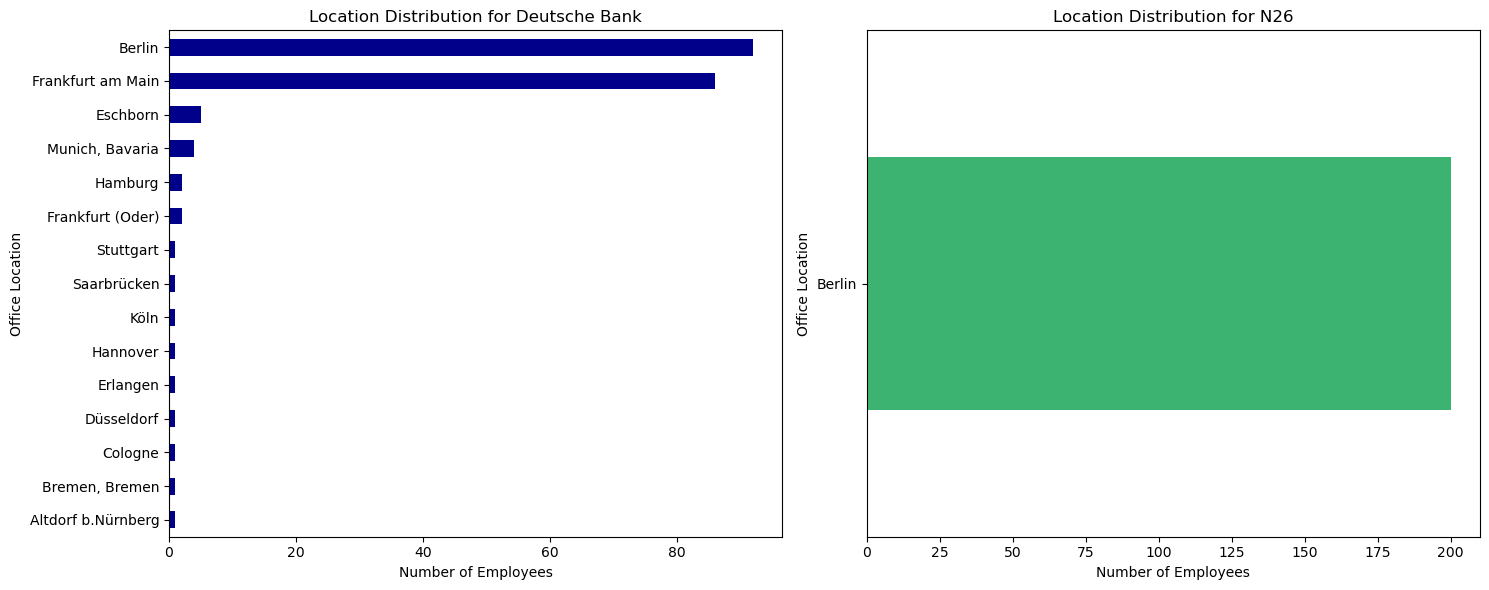 Location Distribution for Deutsche Bank
Office Location
Berlin
Frankfurt am Main
Eschborn
Munich, Bavaria
Hamburg
Frankfurt (Oder)
Stuttgart
Saarbrücken
Köln
Hannover
Erlangen
Düsseldorf
Cologne
Bremen, Bremen
Altdorf b.Nürnberg
0 20 40 60 80
Number of Employees
Location Distribution for N26
Office Location
Berlin
0 25 50 75 100 125 150 175 200
Number of Employees